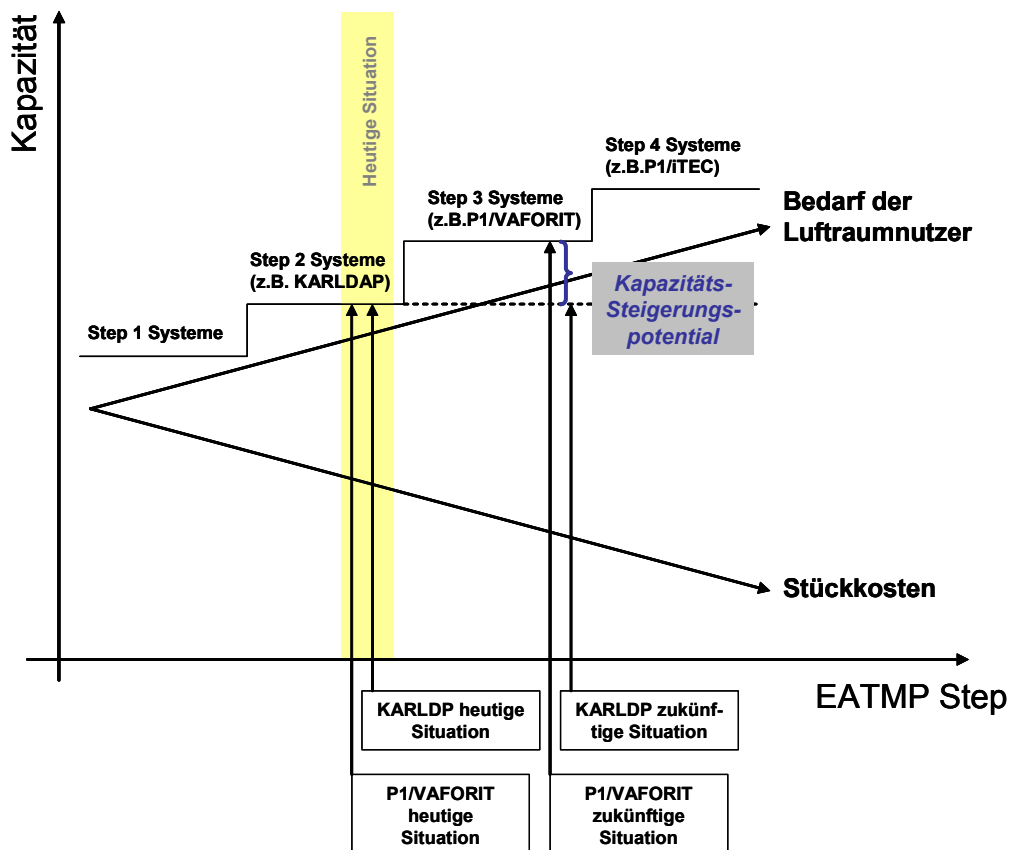 Kapazität
Heutige Situation
Step 4 Systeme
(z.B.P1/iTEC)
Step 3 Systeme
(z.B.P1/VAFORIT)
Bedarf der
Luftraumnutzer
Step 2 Systeme
(z.B. KARLDAP)
Kapazitäts-
Steigerungs-
potential
Step 1 Systeme
Stückkosten
EATMP Step
KARLDP heutige
Situation
KARLDP zukünf-
tige Situation
P1/VAFORIT
heutige
Situation
P1/VAFORIT
zukünftige
Situation